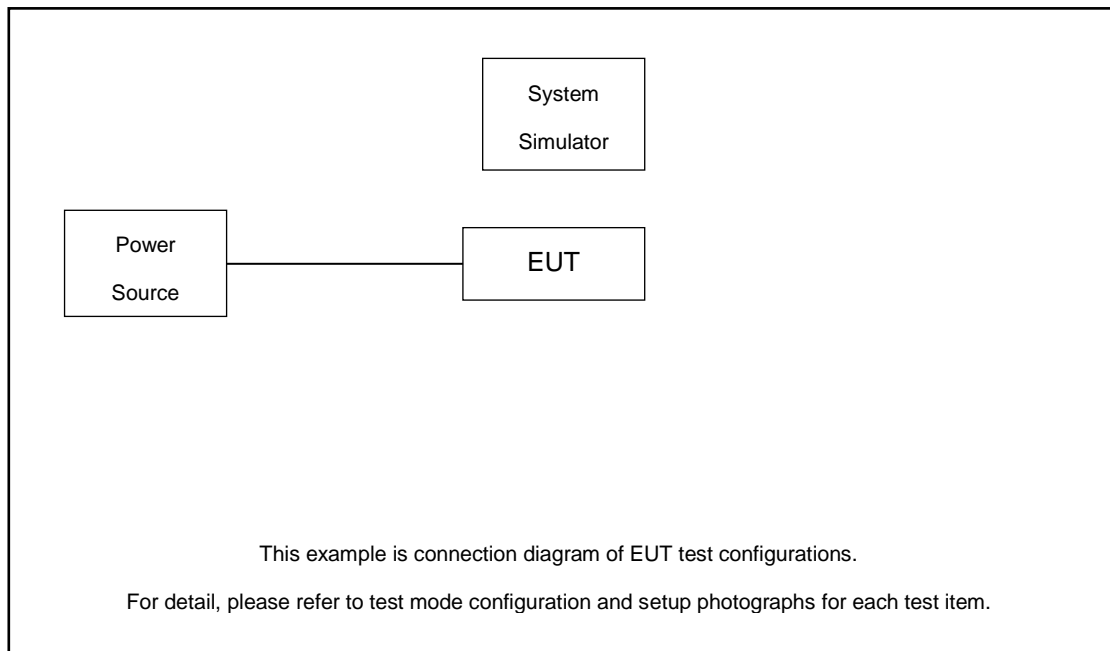 System
Simulator
Power
Source
EUT
This example is connection diagram of EUT test configurations.
For detail, please refer to test mode configuration and setup photographs for each test item.